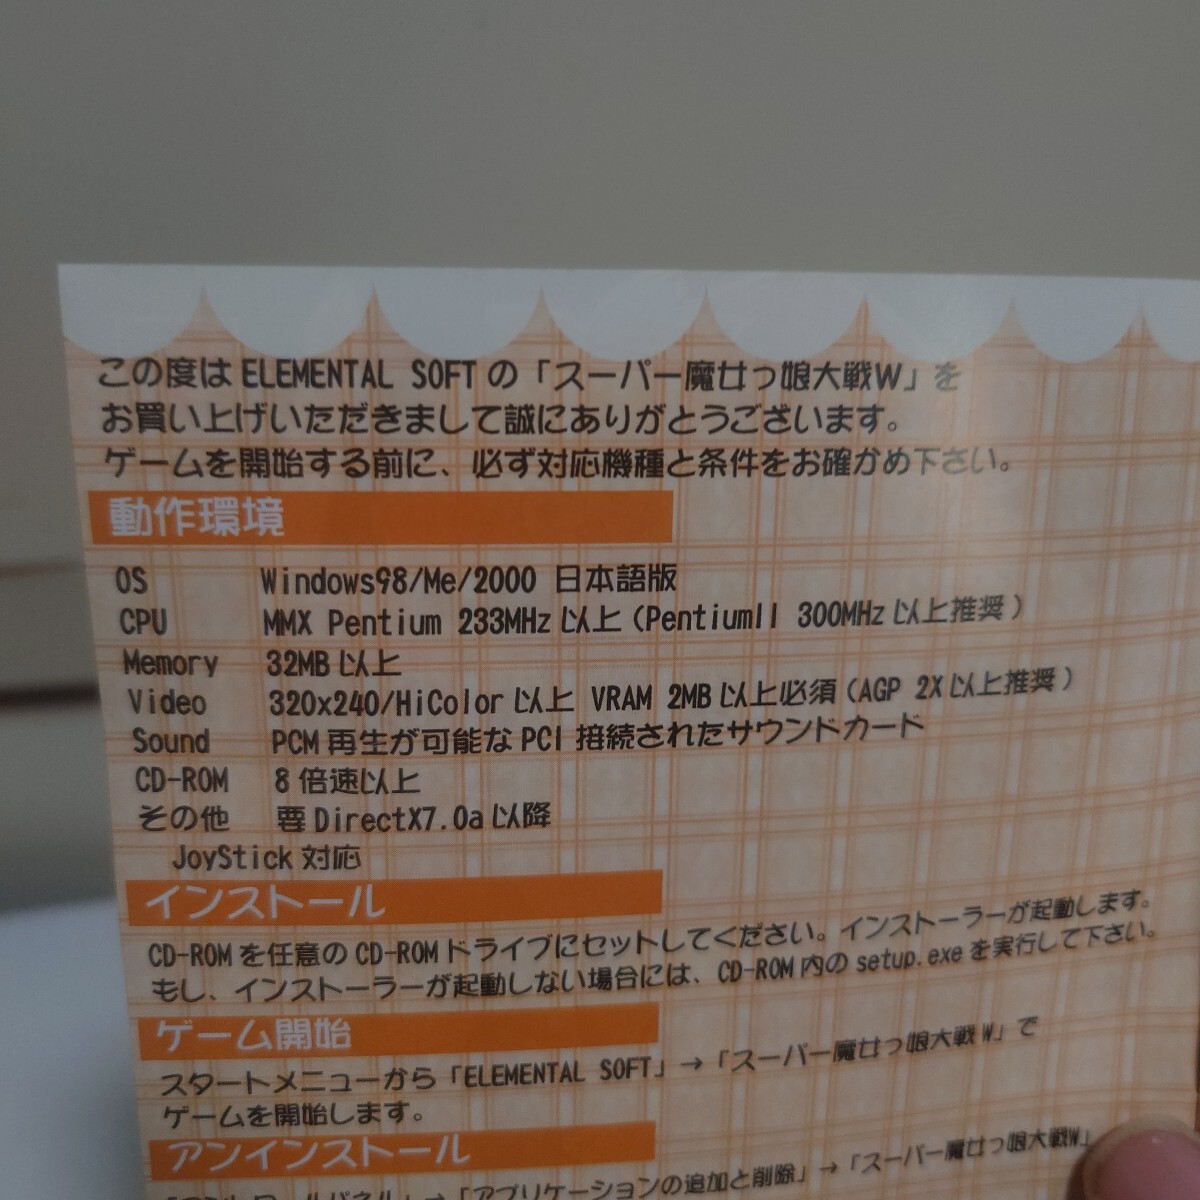 この度は ELEMENTAL SOFT の「スーパー魔女っ娘大戦W」を
お買い上げいただきまして誠にありがとうございます。
ゲームを開始する前に、必ず対応機種と条件をお確かめ下さい。
動作環境
OS Windows98/Me/2000 日本語版
CPU MMX Pentium 233MHz 以上 (PentiumII 300MHz 以上推奨)
Memory 32MB 以上
Video 320x240/HiColor 以上 VRAM 2MB 以上必須 (AGP 2X 以上推奨)
Sound PCM 再生が可能な PCI 接続されたサウンドカード
CD-ROM 8 倍速以上
その他 要 DirectX7.0a 以降
JoyStick 対応
インストール
CD-ROM を任意の CD-ROM ドライブにセットしてください。インストーラーが起動します。
もし、インストーラーが起動しない場合には、CD-ROM 内の setup.exe を実行して下さい。
ゲーム開始
スタートメニューから「ELEMENTAL SOFT」→「スーパー魔女っ娘大戦W」で
ゲームを開始します。
アンインストール
「コントロールパネル」→「アプリケーションの追加と削除」→「スーパー魔女っ娘大戦W」